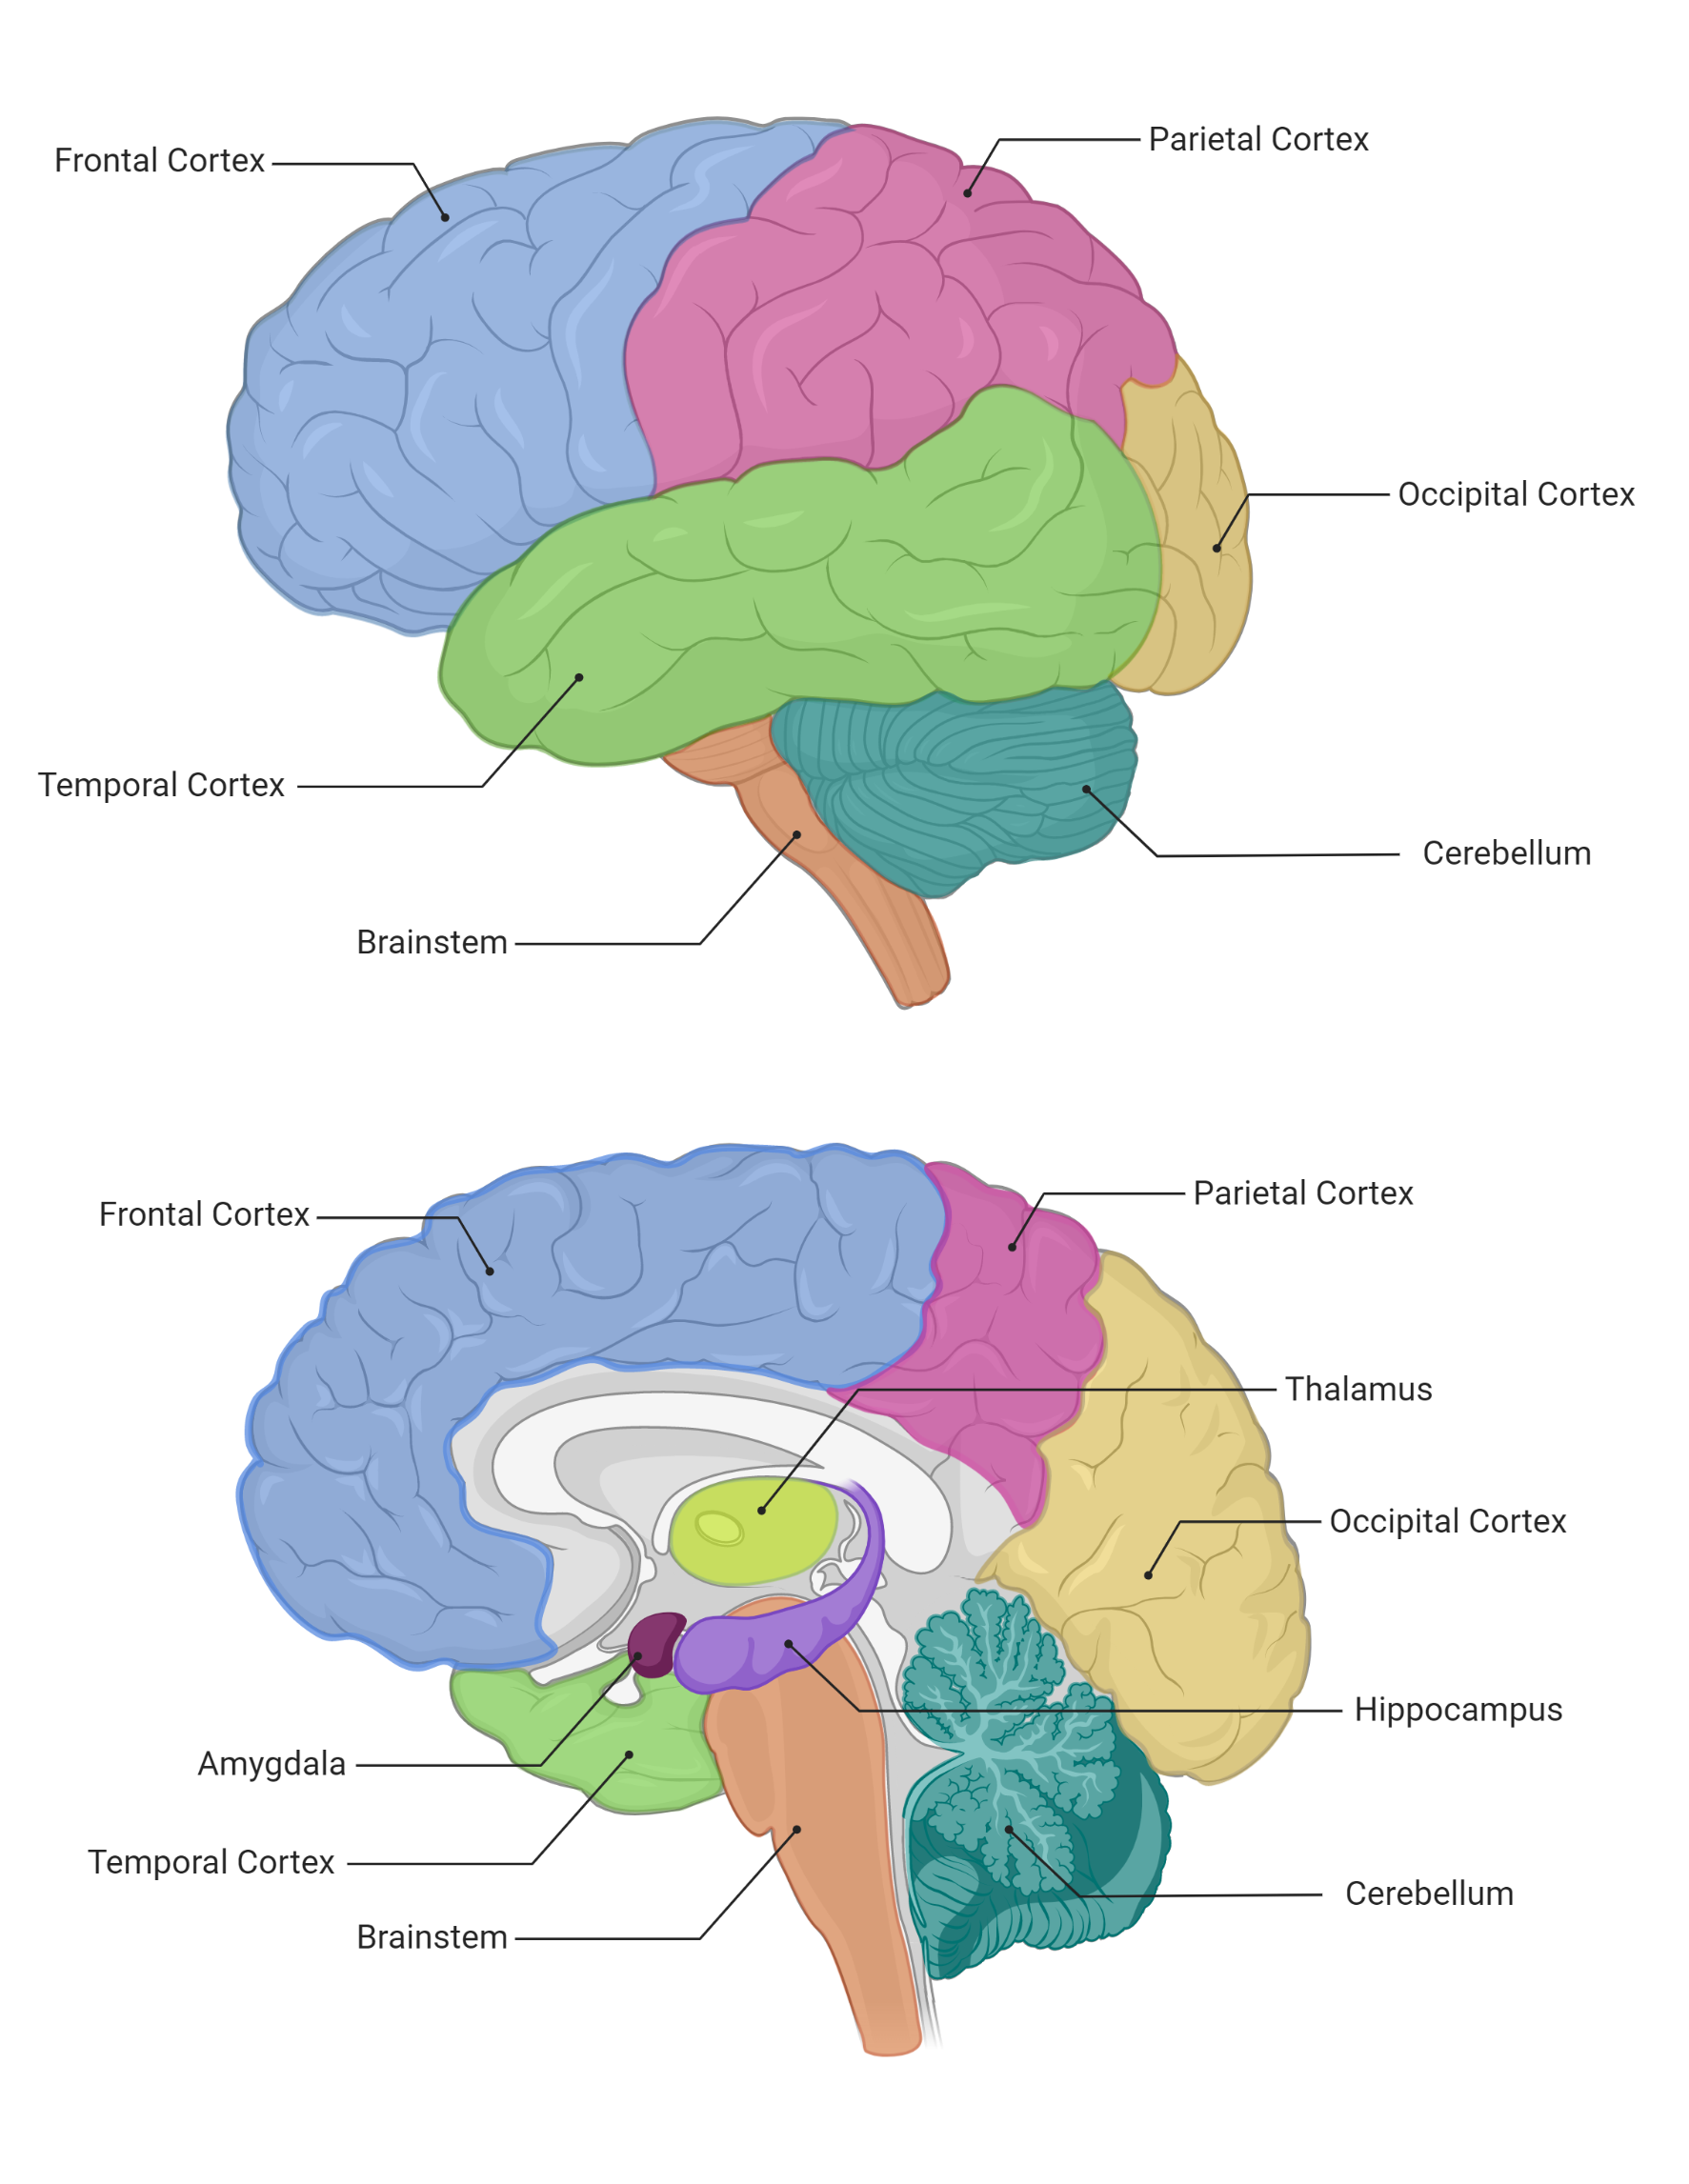 Frontal Cortex
Parietal Cortex
Occipital Cortex
Temporal Cortex
Cerebellum
Brainstem
Frontal Cortex
Parietal Cortex
Thalamus
Occipital Cortex
Hippocampus
Amygdala
Temporal Cortex
Cerebellum
Brainstem